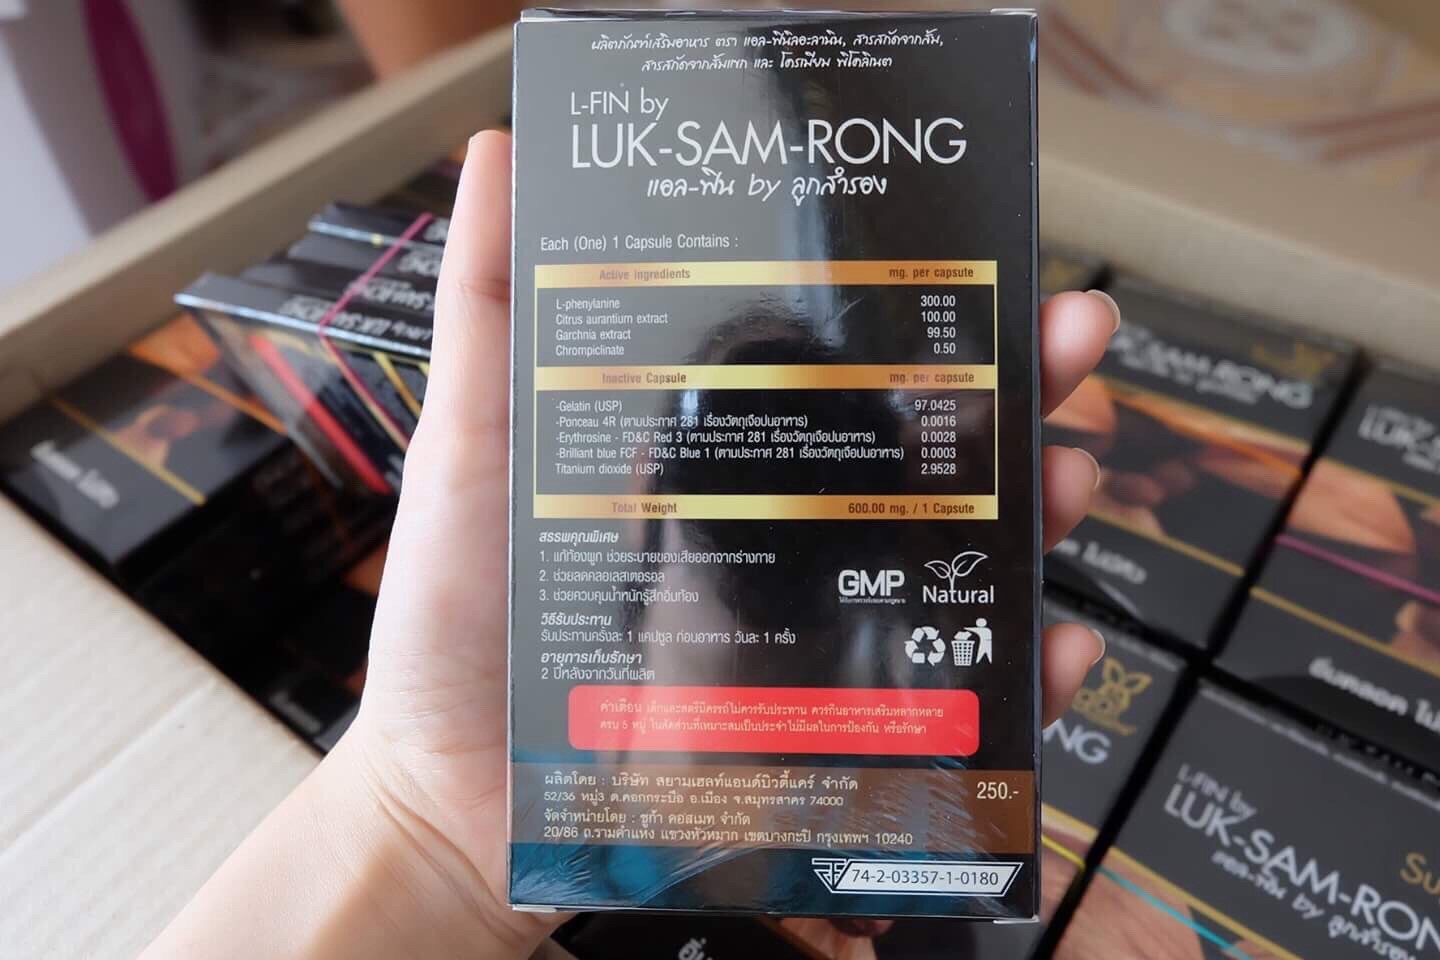 ผลิตภัณฑ์เสริมอาหาร ตรา แอล-ฟินิลอะลานิน, สารสกัดจากส้ม,
สารสกัดจากส้มแขก และ โครเมียม พิโคลิเนต
L-FIN by
LUK-SAM-RONG
แอล-ฟิน by ลูกสำรอง
Each (One) 1 Capsule Contains :
Active ingredients mg. per capsute
L-phenylanine 300.00
Citrus aurantium extract 100.00
Garchnia extract 99.50
Chrompiclinate 0.50
Inactive Capsule mg. per capsute
-Gelatin (USP) 97.0425
-Ponceau 4R (ตามประกาศ 281 เรื่องวัตถุเจือปนอาหาร) 0.0016
-Erythrosine - FD&C Red 3 (ตามประกาศ 281 เรื่องวัตถุเจือปนอาหาร) 0.0028
-Brilliant blue FCF - FD&C Blue 1 (ตามประกาศ 281 เรื่องวัตถุเจือปนอาหาร) 0.0003
Titanium dioxide (USP) 2.9528
Total Weight 600.00 mg. / 1 Capsute
สรรพคุณพิเศษ
1. แก้ท้องผูก ช่วยระบายของเสียออกจากร่างกาย
2. ช่วยลดคลอเลสเตอรอล
3. ช่วยควบคุมน้ำหนักรู้สึกอิ่มท้อง
GMP
Natural
วิธีรับประทาน
รับประทานครั้งละ 1 แคปซูล ก่อนอาหาร วันละ 1 ครั้ง
อายุการเก็บรักษา
2 ปีหลังจากวันที่ผลิต
คำเตือน เด็กและสตรีมีครรถ์ไม่ควรรับประทาน ควรกินอาหารเสริมหลากหลาย
ครบ 5 หมู่ ในสัดส่วนที่เหมาะสมเป็นประจำไม่มีผลในการป้องกัน หรือรักษา
ผลิตโดย : บริษัท สยามเฮลท์แอนด์บิวตี้แคร์ จำกัด
52/36 หมู่3 ต.คอกกระบือ อ.เมือง จ.สมุทรสาคร 74000
250.-
จัดจำหน่ายโดย : ชูก้า คอสเมท จำกัด
20/86 ถ.รามคำแหง แขวงหัวหมาก เขตบางกะปิ กรุงเทพฯ 10240
74-2-03357-1-0180
L-FIN by
LUK-SAM-RON
แอล-ฟิน by ลูกสำรอง